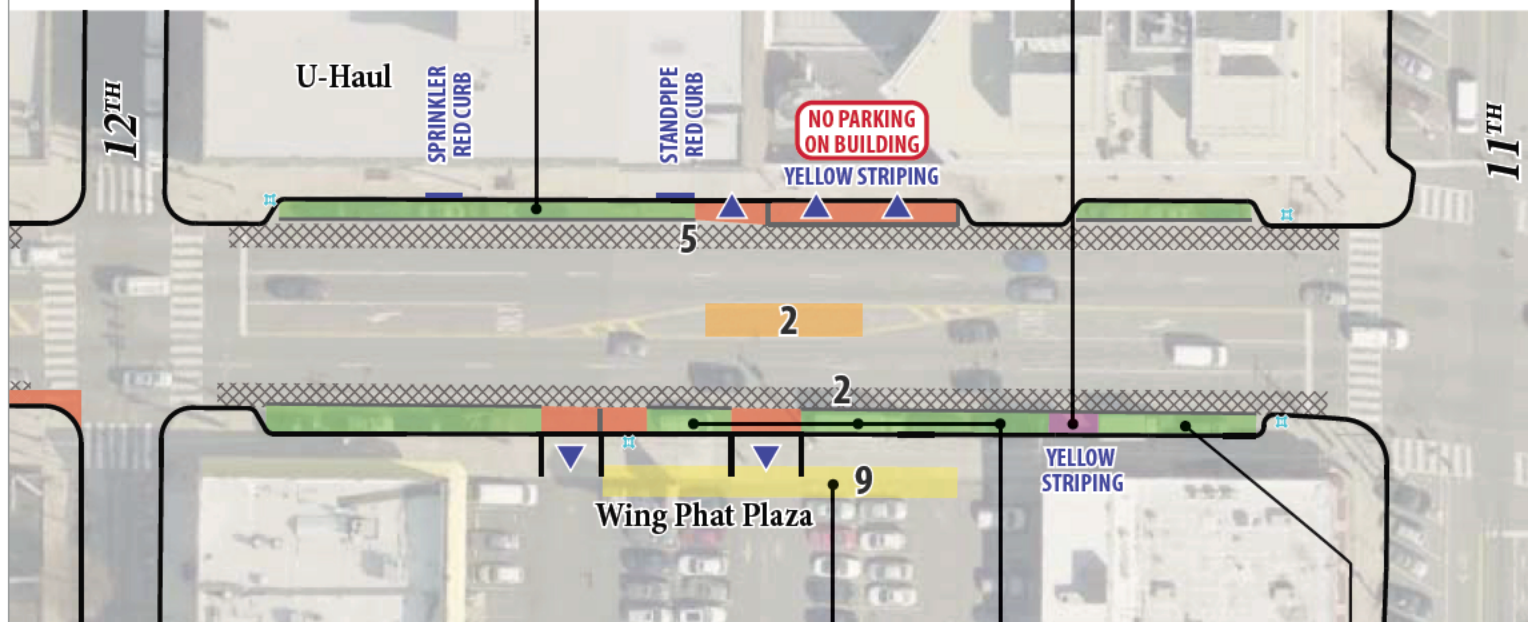 U-Haul
12TH
SPRINKLER
RED CURB
STANDPIPE
RED CURB
NO PARKING
ON BUILDING
YELLOW STRIPING
11TH
5
2
2
YELLOW
STRIPING
9
Wing Phat Plaza